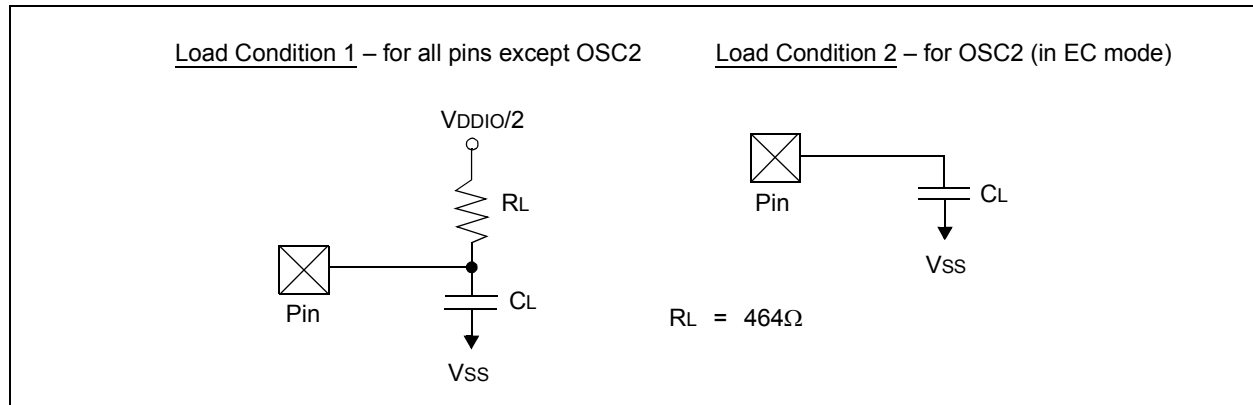 Load Condition 1 – for all pins except OSC2
Load Condition 2 – for OSC2 (in EC mode)
VDDIO/2
RL
Pin
CL
VSS
Pin
CL
VSS
RL = 464Ω